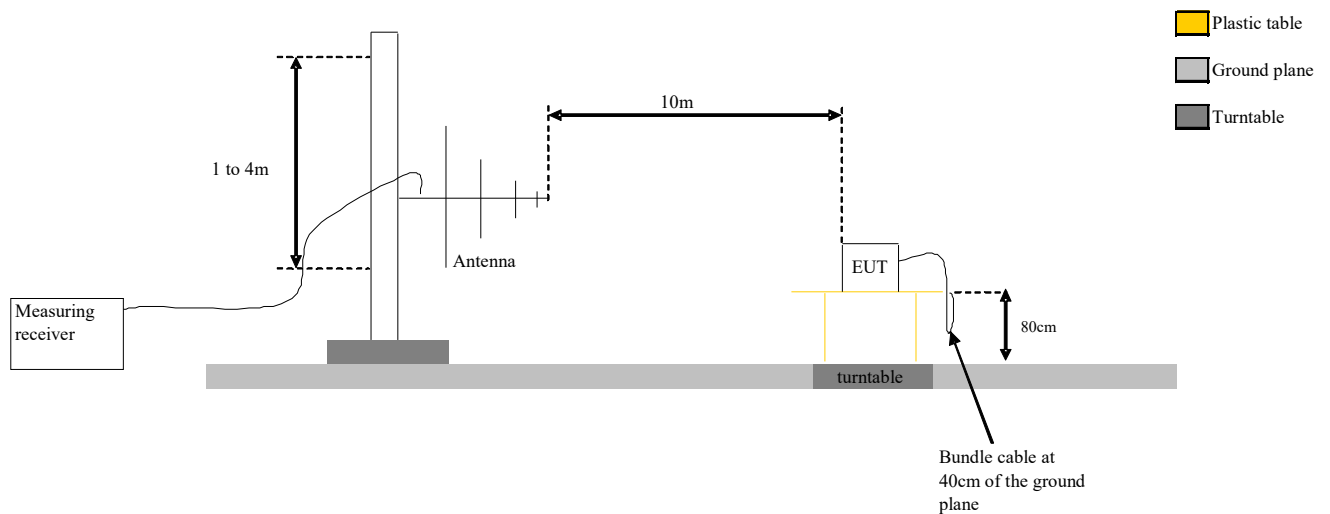 Plastic table
Ground plane
Turntable
10m
1 to 4m
Antenna
EUT
Measuring
receiver
80cm
turntable
Bundle cable at
40cm of the ground
plane